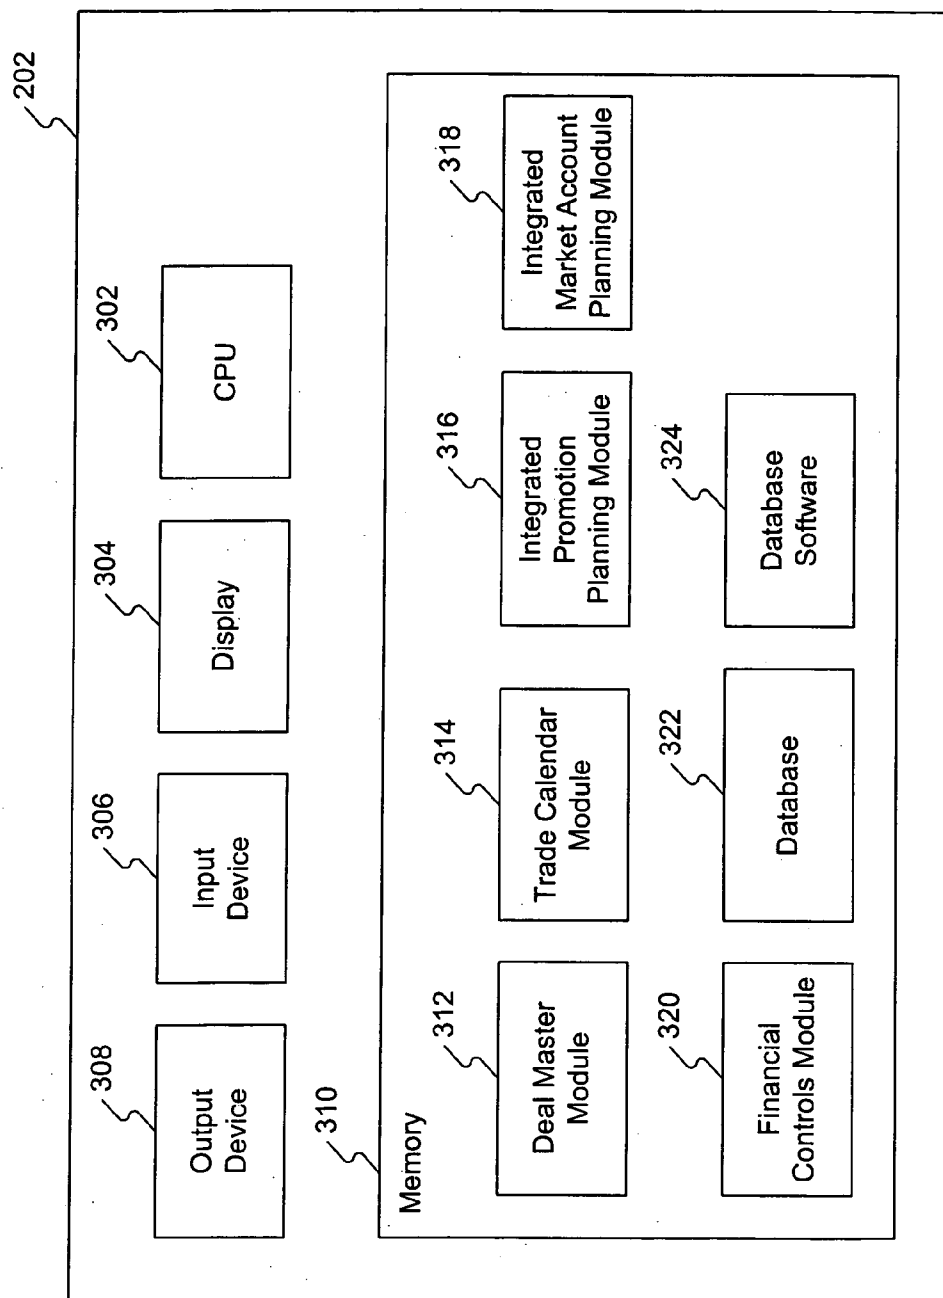 202
308
306
304
302
Output
Device
Input
Device
Display
CPU
310
Memory
312
314
316
318
Deal Master
Module
Trade Calendar
Module
Integrated
Promotion
Planning Module
Integrated
Market Account
Planning Module
320
322
324
Financial
Controls Module
Database
Database
Software